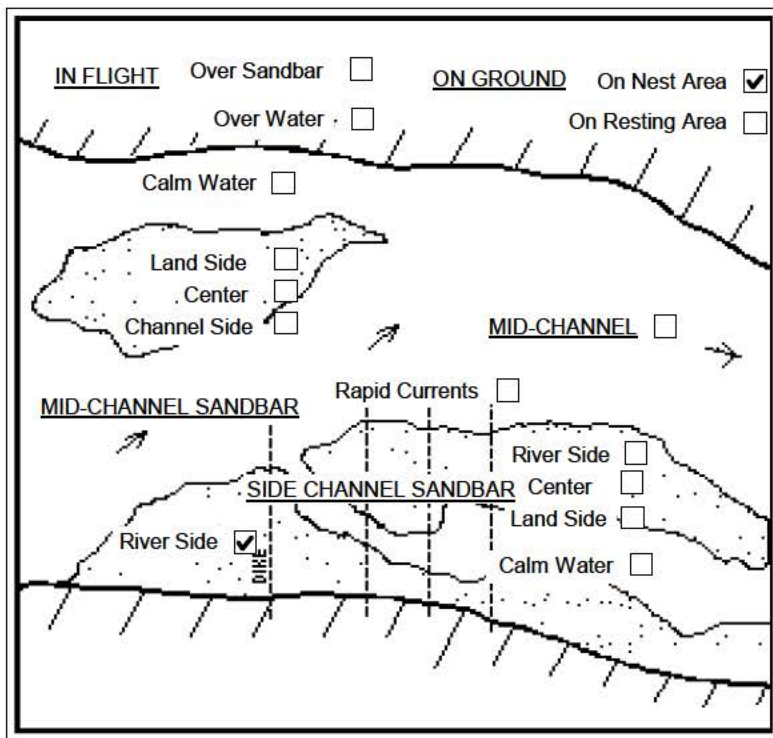 IN FLIGHT Over Sandbar ON GROUND On Nest Area
Over Water On Resting Area
Calm Water
Land Side
Center
Channel Side
MID-CHANNEL
Rapid Currents
MID-CHANNEL SANDBAR
River Side
SIDE CHANNEL SANDBAR Center
Land Side
River Side
DIKE
Calm Water